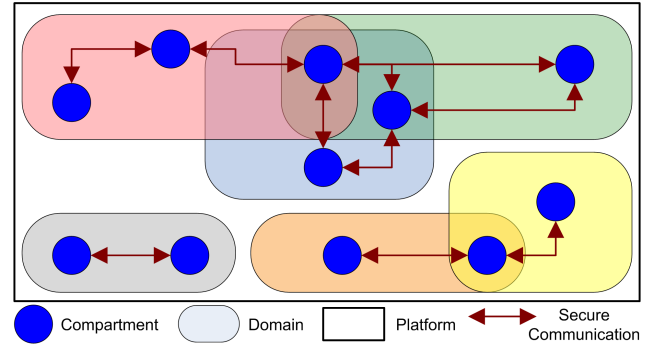 Compartment
Domain
Platform
Secure
Communication